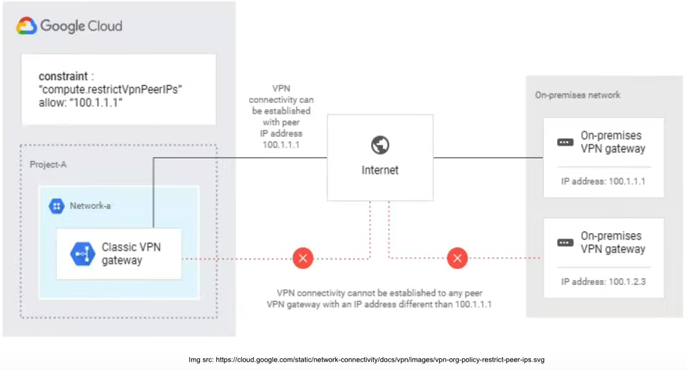 Google Cloud
constraint :
"compute.restrictVpnPeerIPs"
allow: "100.1.1.1"
VPN
connectivity can
be established
with peer
IP address
100.1.1.1
Project-A
Network-a
Classic VPN
gateway
Internet
On-premises network
On-premises
VPN gateway
IP address: 100.1.1.1
On-premises
VPN gateway
IP address: 100.1.2.3
VPN connectivity cannot be established to any peer
VPN gateway with an IP address different than 100.1.1.1
Img src: https://cloud.google.com/static/network-connectivity/docs/vpn/images/vpn-org-policy-restrict-peer-ips.svg